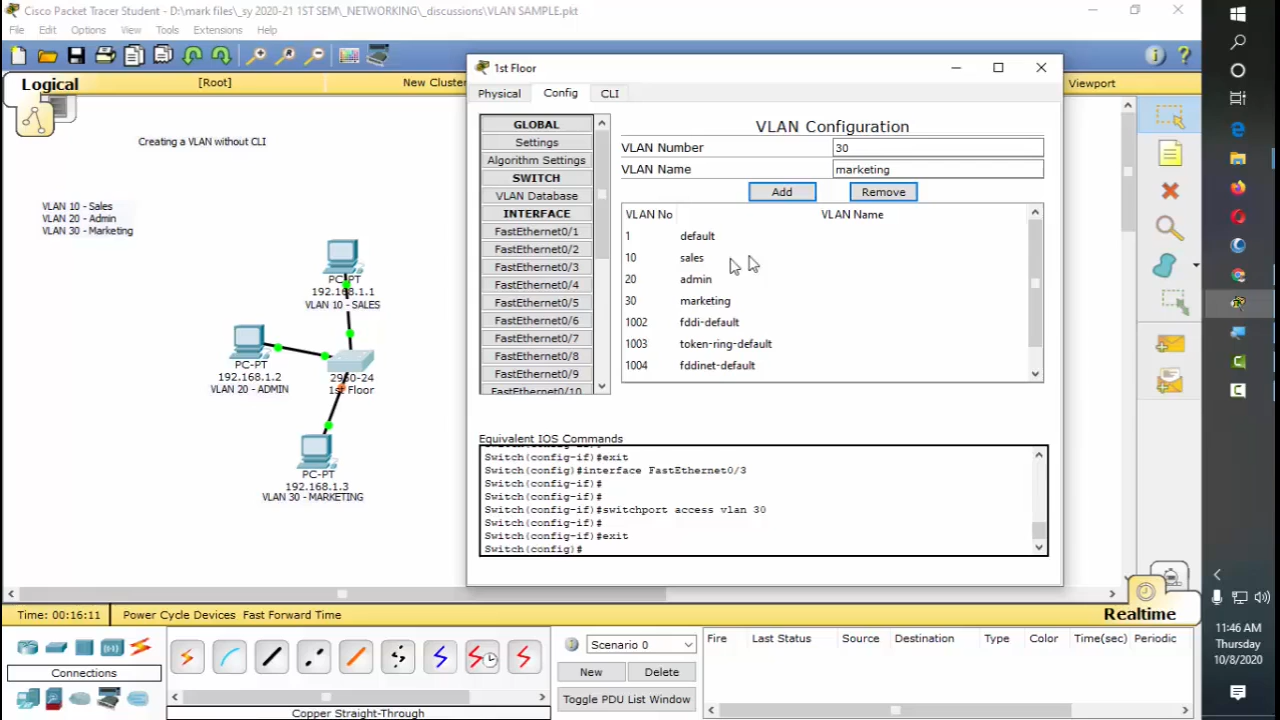 Cisco Packet Tracer Student - D:\mark files\_sy 2020-21 1ST SEM\_NETWORKING\_discussions\VLAN SAMPLE.pkt
File Edit Options View Tools Extensions Help
Logical [Root] New Cluster Viewport
Creating a VLAN without CLI
VLAN 10 - Sales
VLAN 20 - Admin
VLAN 30 - Marketing
PC-PT
192.168.1.1
VLAN 10 - SALES
PC-PT
192.168.1.2
VLAN 20 - ADMIN
2950-24
1st Floor
PC-PT
192.168.1.3
VLAN 30 - MARKETING
1st Floor
Physical Config CLI
GLOBAL
Settings
Algorithm Settings
SWITCH
VLAN Database
INTERFACE
FastEthernet0/1
FastEthernet0/2
FastEthernet0/3
FastEthernet0/4
FastEthernet0/5
FastEthernet0/6
FastEthernet0/7
FastEthernet0/8
FastEthernet0/9
FastEthernet0/10
VLAN Configuration
VLAN Number 30
VLAN Name marketing
Add Remove
VLAN No VLAN Name
1 default
10 sales
20 admin
30 marketing
1002 fddi-default
1003 token-ring-default
1004 fddinet-default
Equivalent IOS Commands
Switch(config-if)#exit
Switch(config)#interface FastEthernet0/3
Switch(config-if)#
Switch(config-if)#
Switch(config-if)#switchport access vlan 30
Switch(config-if)#
Switch(config-if)#exit
Switch(config)#
Time: 00:16:11 Power Cycle Devices Fast Forward Time Realtime
Connections
Copper Straight-Through
Scenario 0
New Delete
Toggle PDU List Window
Fire Last Status Source Destination Type Color Time(sec) Periodic
11:46 AM
Thursday
10/8/2020